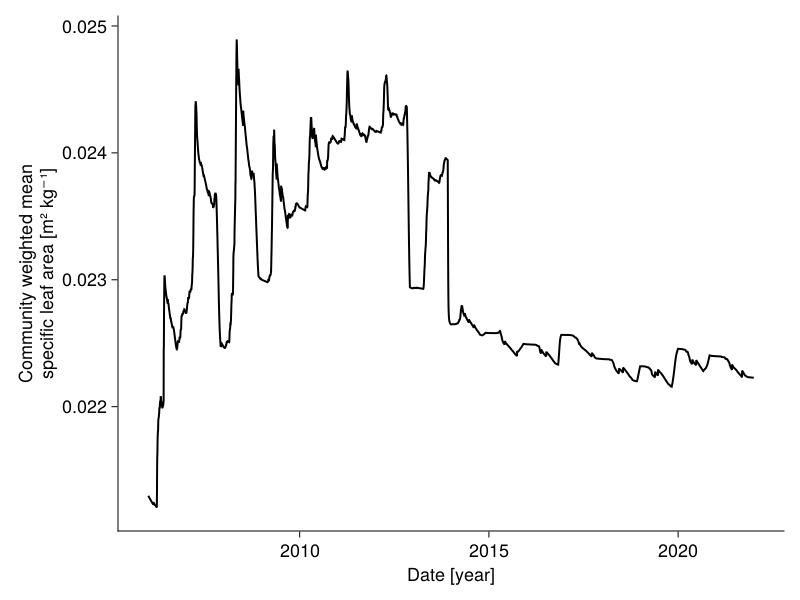 0.025
0.024
0.023
0.022
Community weighted mean
specific leaf area [m² kg⁻¹]
2010
2015
2020
Date [year]